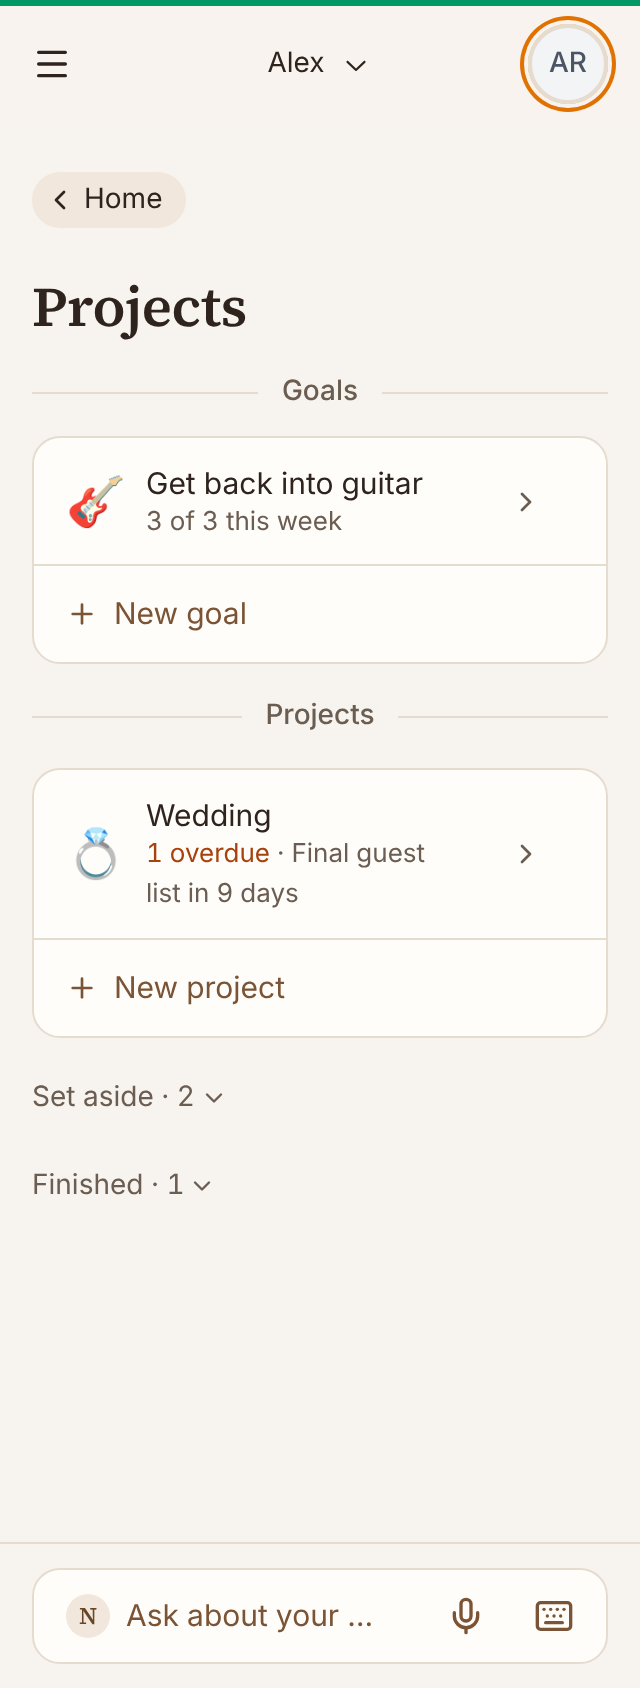 Alex
AR
Home
Projects
Goals
Get back into guitar
3 of 3 this week
New goal
Projects
Wedding
1 overdue · Final guest
list in 9 days
New project
Set aside · 2
Finished · 1
N
Ask about your ...